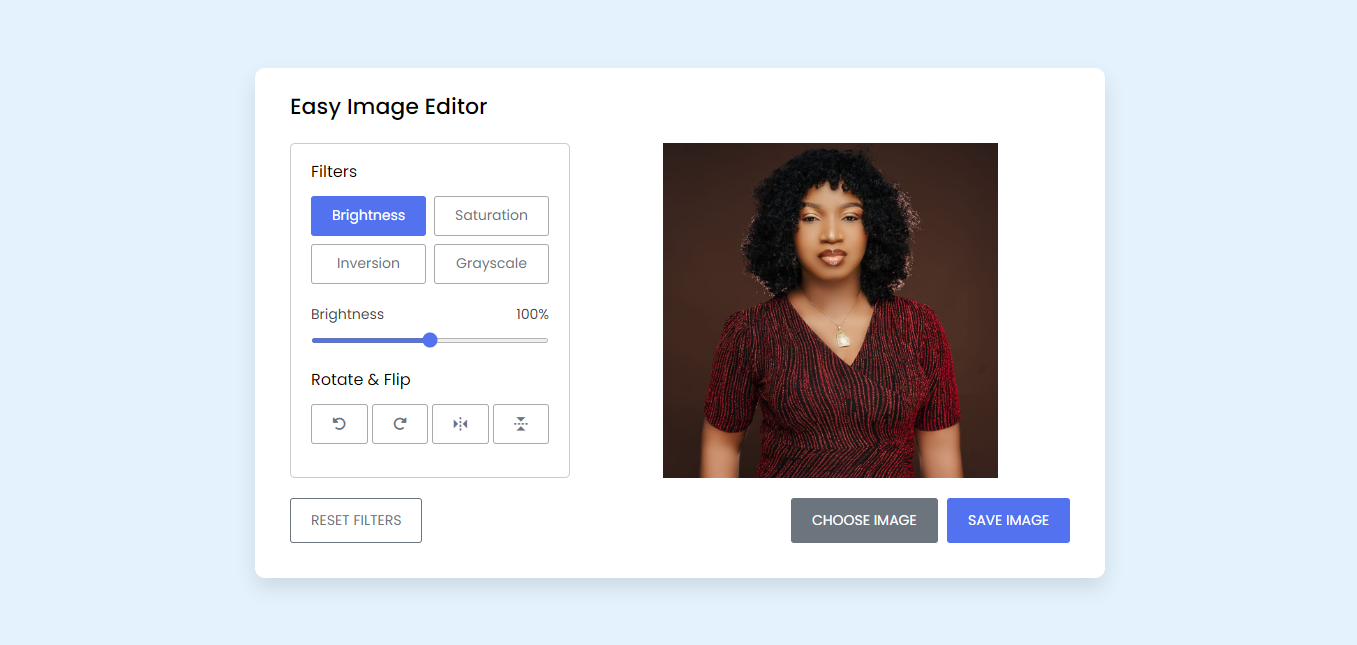 Easy Image Editor
Filters
Brightness
Saturation
Inversion
Grayscale
Brightness 100%
Rotate & Flip
RESET FILTERS
CHOOSE IMAGE
SAVE IMAGE